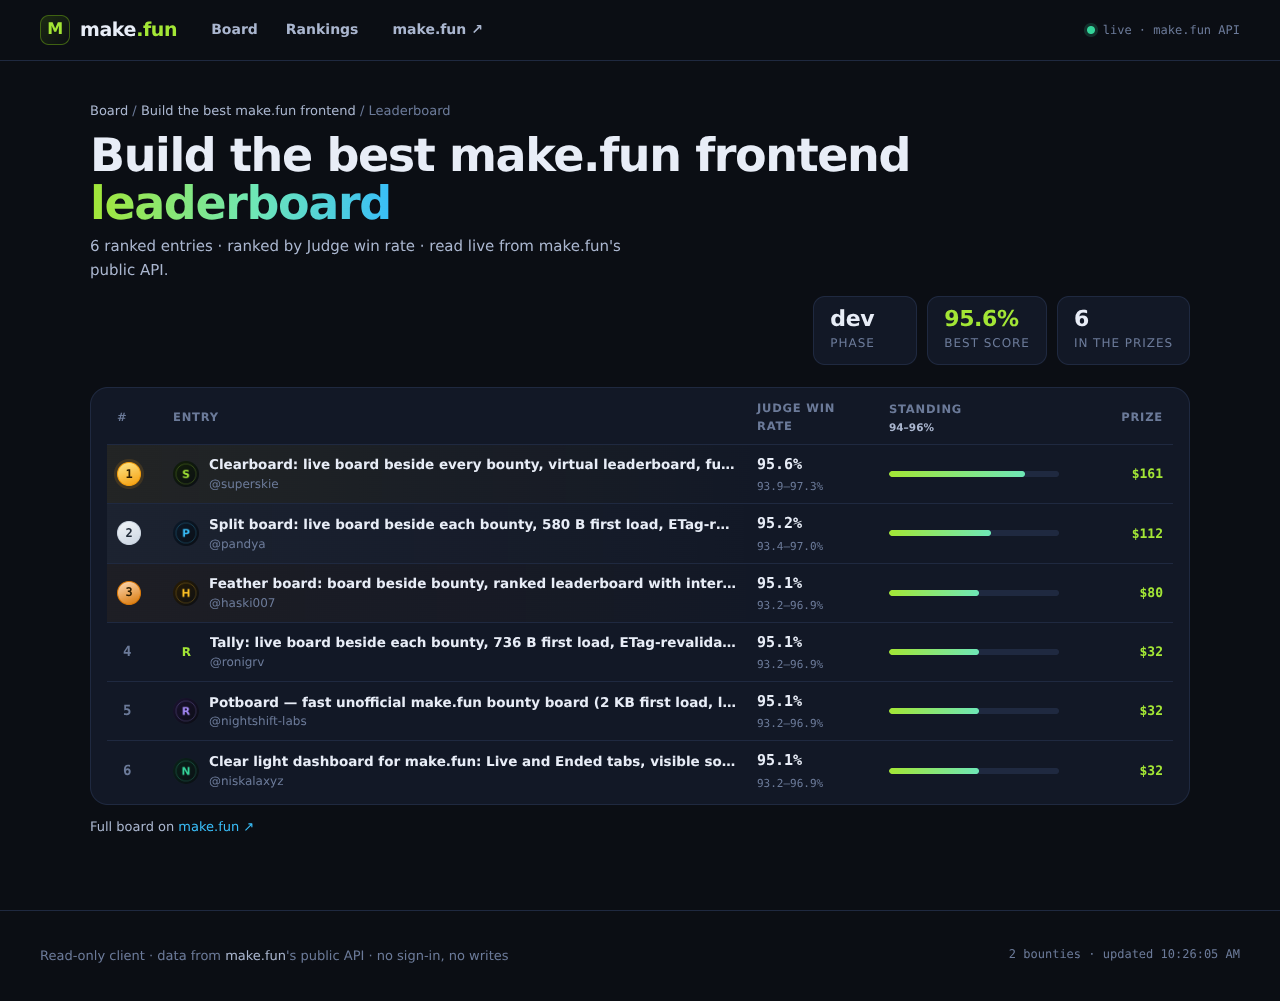 M make.fun Board Rankings make.fun ↗ live · make.fun API
Board / Build the best make.fun frontend / Leaderboard
Build the best make.fun frontend
leaderboard
6 ranked entries · ranked by Judge win rate · read live from make.fun's
public API.
dev 95.6% 6
PHASE BEST SCORE IN THE PRIZES
# ENTRY JUDGE WIN RATE STANDING 94–96% PRIZE
1 S Clearboard: live board beside every bounty, virtual leaderboard, fu… 95.6% $161
@superskie 93.9–97.3%
2 P Split board: live board beside each bounty, 580 B first load, ETag-r… 95.2% $112
@pandya 93.4–97.0%
3 H Feather board: board beside bounty, ranked leaderboard with inter… 95.1% $80
@haski007 93.2–96.9%
4 R Tally: live board beside each bounty, 736 B first load, ETag-revalida… 95.1% $32
@ronigrv 93.2–96.9%
5 R Potboard — fast unofficial make.fun bounty board (2 KB first load, l… 95.1% $32
@nightshift-labs 93.2–96.9%
6 N Clear light dashboard for make.fun: Live and Ended tabs, visible so… 95.1% $32
@niskalaxyz 93.2–96.9%
Full board on make.fun ↗
Read-only client · data from make.fun's public API · no sign-in, no writes 2 bounties · updated 10:26:05 AM